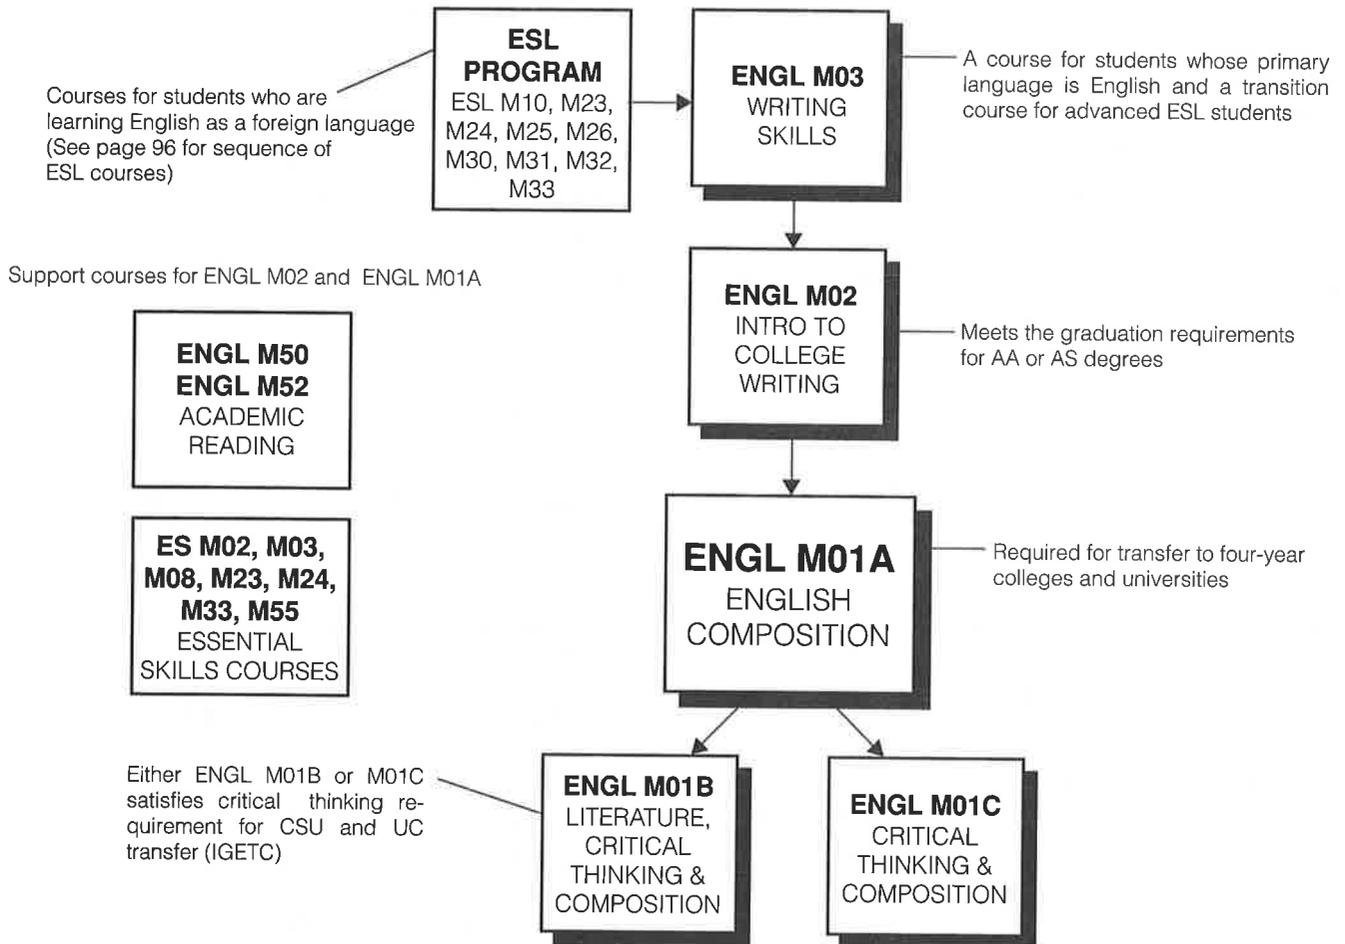 Courses for students who are
learning English as a foreign language
(See page 96 for sequence of
ESL courses)
ESL
PROGRAM
ESL M10, M23,
M24, M25, M26,
M30, M31, M32,
M33
ENGL M03
WRITING
SKILLS
A course for students whose primary
language is English and a transition
course for advanced ESL students
Support courses for ENGL M02 and ENGL M01A
ENGL M02
INTRO TO
COLLEGE
WRITING
Meets the graduation requirements
for AA or AS degrees
ENGL M50
ENGL M52
ACADEMIC
READING
ES M02, M03,
M08, M23, M24,
M33, M55
ESSENTIAL
SKILLS COURSES
ENGL M01A
ENGLISH
COMPOSITION
Required for transfer to four-year
colleges and universities
Either ENGL M01B or M01C
satisfies critical thinking re-
quirement for CSU and UC
transfer (IGETC)
ENGL M01B
LITERATURE,
CRITICAL
THINKING &
COMPOSITION
ENGL M01C
CRITICAL
THINKING &
COMPOSITION